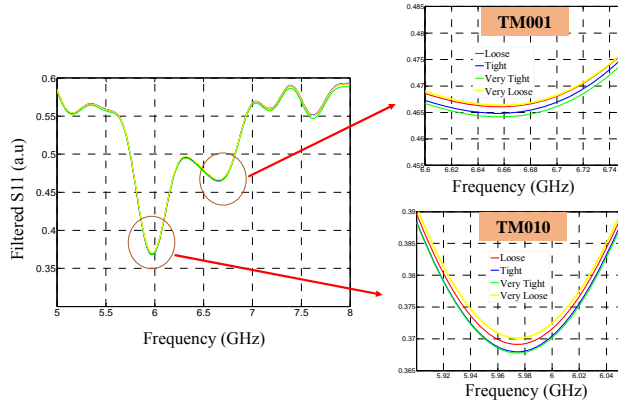 Filtered S11 (a.u)
0.6
0.55
0.5
0.45
0.4
0.35
5
5.5
6
6.5
7
7.5
8
Frequency (GHz)
TM001
Loose
Tight
Very Tight
Very Loose
0.485
0.48
0.475
0.47
0.465
0.46
0.455
6.6
6.62
6.64
6.66
6.68
6.7
6.72
6.74
Frequency (GHz)
TM010
Loose
Tight
Very Tight
Very Loose
0.39
0.385
0.38
0.375
0.37
0.365
5.92
5.94
5.96
5.98
6
6.02
6.04
Frequency (GHz)